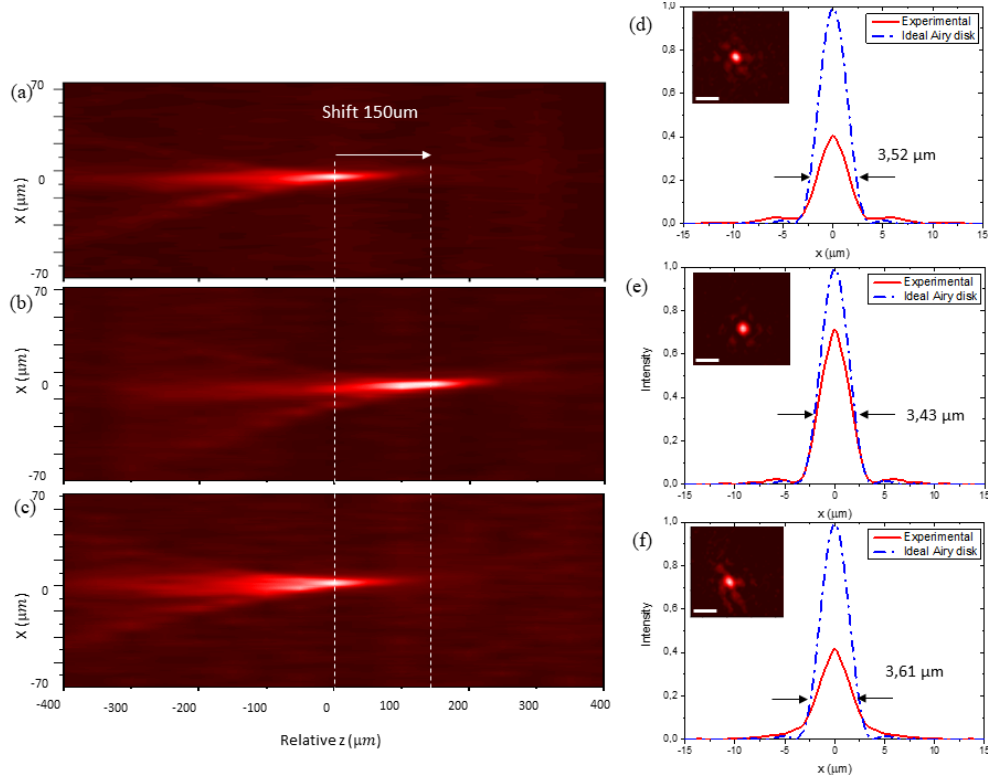 (a)
70
X (μm)
0
-70
Shift 150um
(b)
70
X (μm)
0
-70
(c)
70
X (μm)
0
-70
-400 -300 -200 -100 0 100 200 300 400
Relative z (μm)
(d)
1,0
0,8
0,6
0,4
0,2
0,0
-15 -10 -5 0 5 10 15
x (μm)
Experimental
Ideal Airy disk
3,52 μm
(e)
Intensity
1,0
0,8
0,6
0,4
0,2
0,0
-15 -10 -5 0 5 10 15
x (μm)
Experimental
Ideal Airy disk
3,43 μm
(f)
Intensity
1,0
0,8
0,6
0,4
0,2
0,0
-15 -10 -5 0 5 10 15
x (μm)
Experimental
Ideal Airy disk
3,61 μm